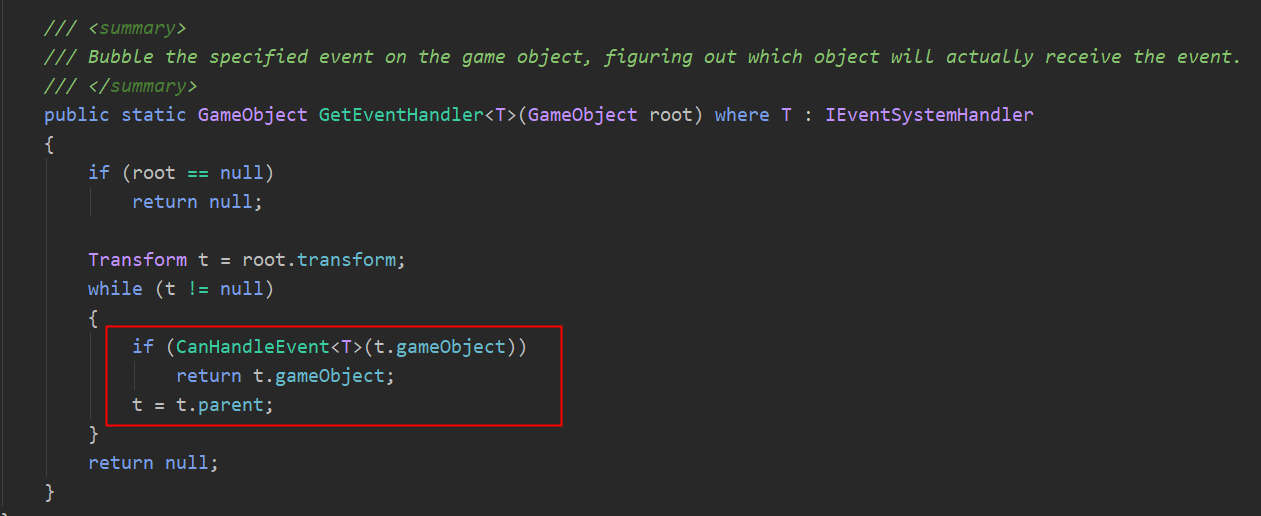 /// <summary>
/// Bubble the specified event on the game object, figuring out which object will actually receive the event.
/// </summary>
public static GameObject GetEventHandler<T>(GameObject root) where T : IEventSystemHandler
{
if (root == null)
return null;
Transform t = root.transform;
while (t != null)
{
if (CanHandleEvent<T>(t.gameObject))
return t.gameObject;
t = t.parent;
}
return null;
}